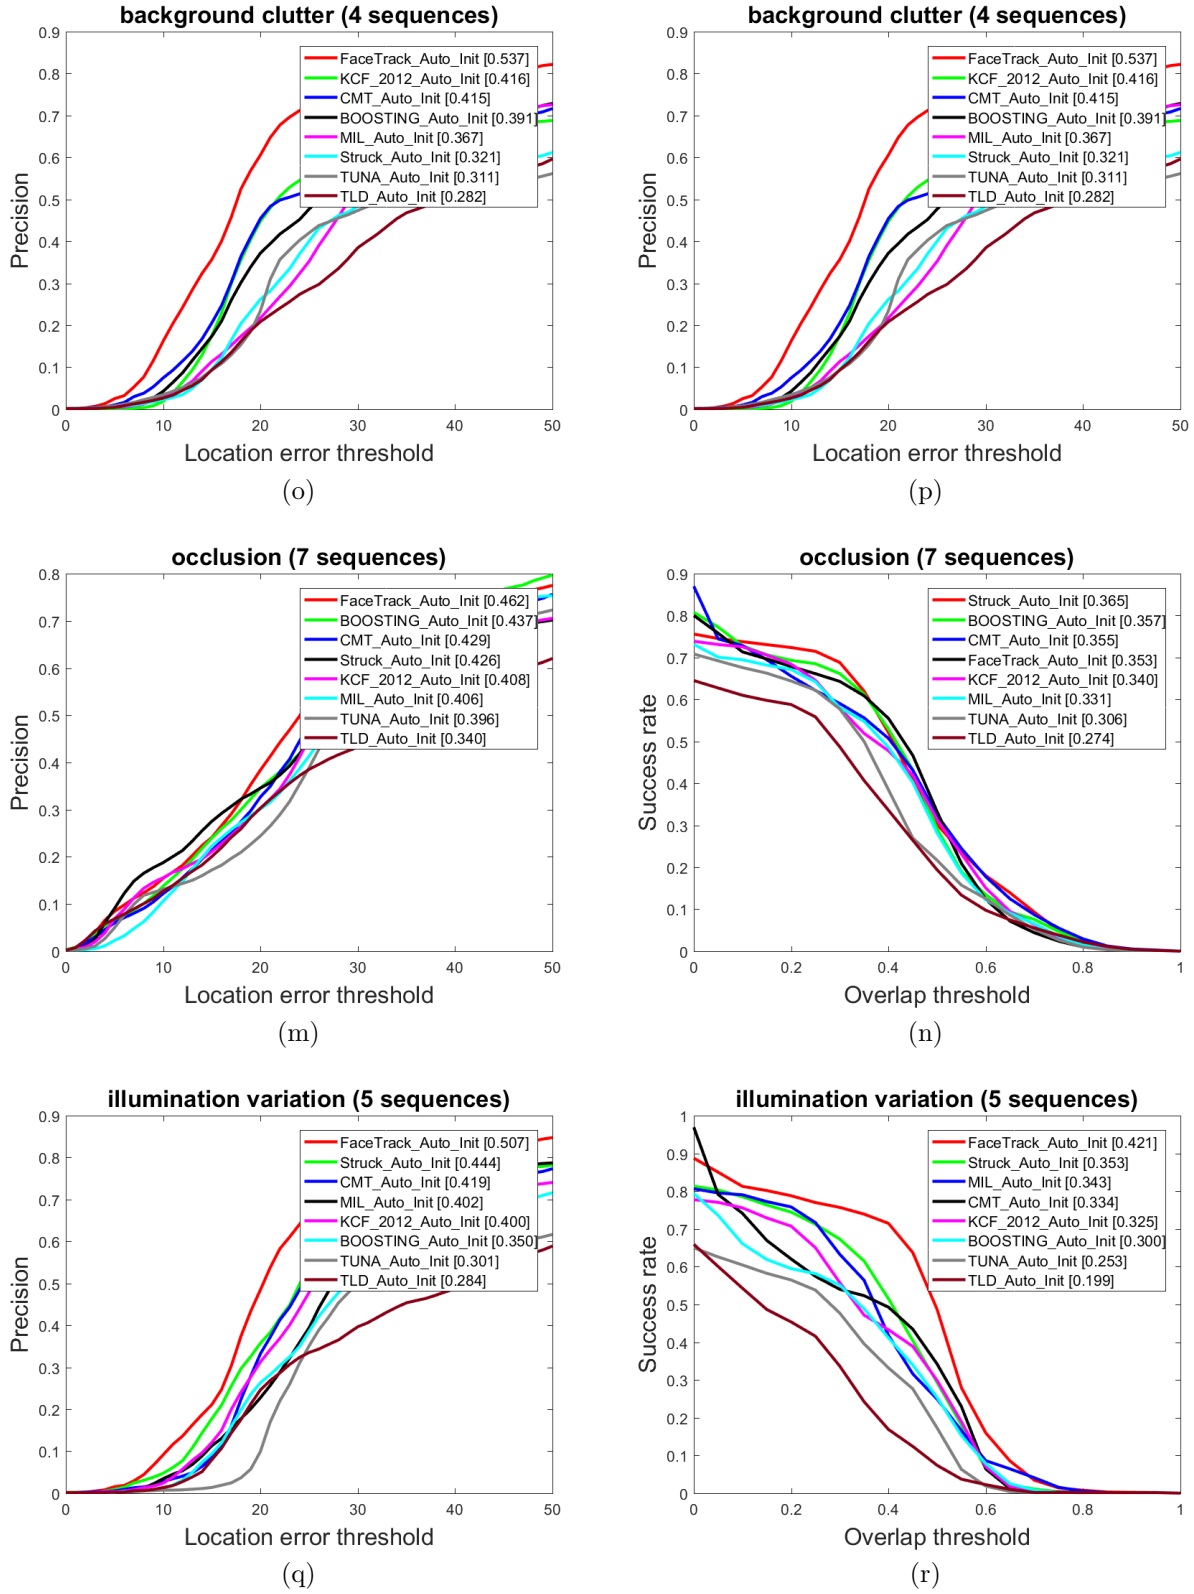 background clutter (4 sequences)
0.9
0.8
0.7
0.6
0.5
0.4
0.3
0.2
0.1
0
Precision
FaceTrack_Auto_Init [0.537]
KCF_2012_Auto_Init [0.416]
CMT_Auto_Init [0.415]
BOOSTING_Auto_Init [0.391]
MIL_Auto_Init [0.367]
Struck_Auto_Init [0.321]
TUNA_Auto_Init [0.311]
TLD_Auto_Init [0.282]
0 10 20 30 40 50
Location error threshold
(o)
background clutter (4 sequences)
0.9
0.8
0.7
0.6
0.5
0.4
0.3
0.2
0.1
0
Precision
FaceTrack_Auto_Init [0.537]
KCF_2012_Auto_Init [0.416]
CMT_Auto_Init [0.415]
BOOSTING_Auto_Init [0.391]
MIL_Auto_Init [0.367]
Struck_Auto_Init [0.321]
TUNA_Auto_Init [0.311]
TLD_Auto_Init [0.282]
0 10 20 30 40 50
Location error threshold
(p)
occlusion (7 sequences)
0.8
0.7
0.6
0.5
0.4
0.3
0.2
0.1
0
Precision
FaceTrack_Auto_Init [0.462]
BOOSTING_Auto_Init [0.437]
CMT_Auto_Init [0.429]
Struck_Auto_Init [0.426]
KCF_2012_Auto_Init [0.408]
MIL_Auto_Init [0.406]
TUNA_Auto_Init [0.396]
TLD_Auto_Init [0.340]
0 10 20 30 40 50
Location error threshold
(m)
occlusion (7 sequences)
0.9
0.8
0.7
0.6
0.5
0.4
0.3
0.2
0.1
0
Success rate
Struck_Auto_Init [0.365]
BOOSTING_Auto_Init [0.357]
CMT_Auto_Init [0.355]
FaceTrack_Auto_Init [0.353]
KCF_2012_Auto_Init [0.340]
MIL_Auto_Init [0.331]
TUNA_Auto_Init [0.306]
TLD_Auto_Init [0.274]
0 0.2 0.4 0.6 0.8 1
Overlap threshold
(n)
illumination variation (5 sequences)
0.9
0.8
0.7
0.6
0.5
0.4
0.3
0.2
0.1
0
Precision
FaceTrack_Auto_Init [0.507]
Struck_Auto_Init [0.444]
CMT_Auto_Init [0.419]
MIL_Auto_Init [0.402]
KCF_2012_Auto_Init [0.400]
BOOSTING_Auto_Init [0.350]
TUNA_Auto_Init [0.301]
TLD_Auto_Init [0.284]
0 10 20 30 40 50
Location error threshold
(q)
illumination variation (5 sequences)
1
0.9
0.8
0.7
0.6
0.5
0.4
0.3
0.2
0.1
0
Success rate
FaceTrack_Auto_Init [0.421]
Struck_Auto_Init [0.353]
MIL_Auto_Init [0.343]
CMT_Auto_Init [0.334]
KCF_2012_Auto_Init [0.325]
BOOSTING_Auto_Init [0.300]
TUNA_Auto_Init [0.253]
TLD_Auto_Init [0.199]
0 0.2 0.4 0.6 0.8 1
Overlap threshold
(r)